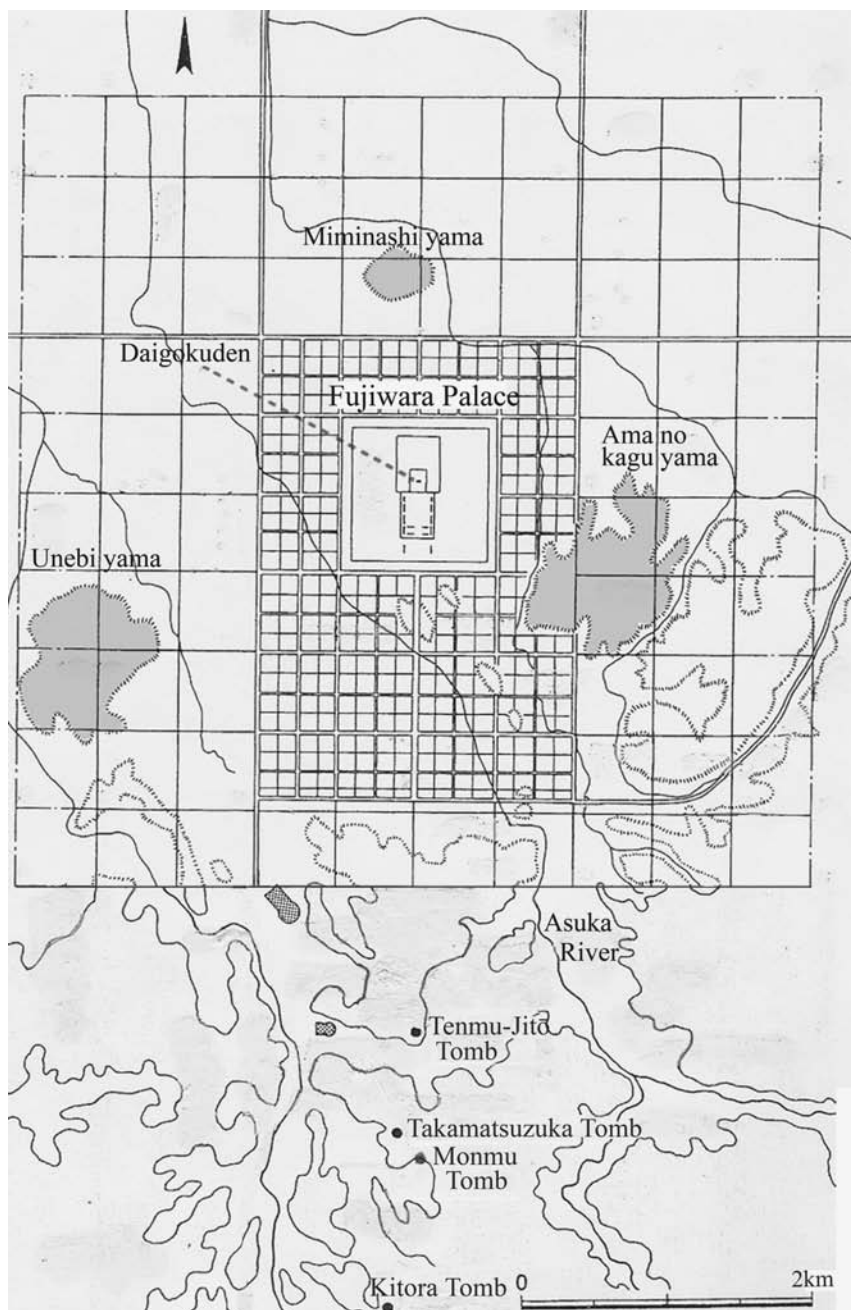 Miminashi yama
Daigokuden
Fujiwara Palace
Ama no
kagu yama
Unebi yama
Asuka
River
Tenmu-Jitō
Tomb
Takamatsuzuka Tomb
Monmu
Tomb
Kitora Tomb
0
2km